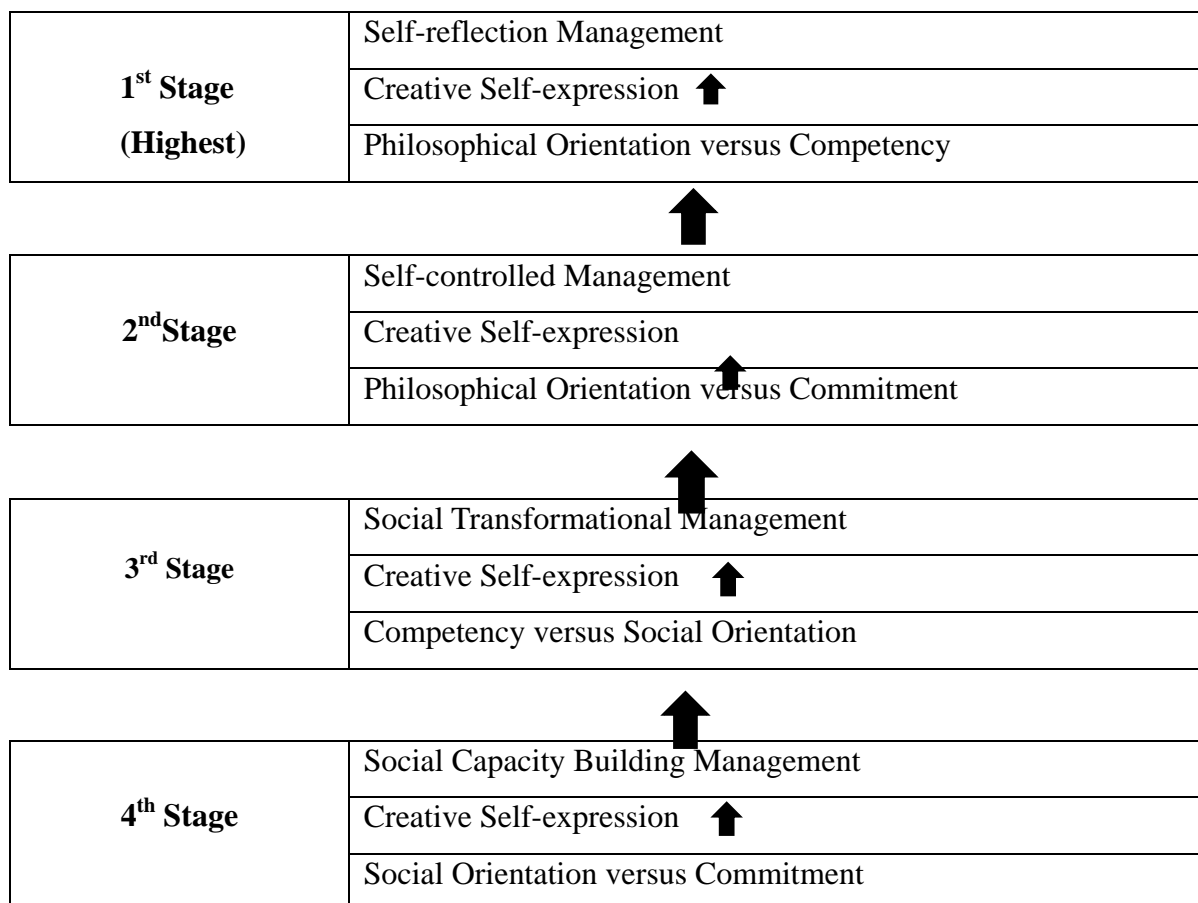 Self-reflection Management
1st Stage
(Highest)
Creative Self-expression
Philosophical Orientation versus Competency
Self-controlled Management
2ndStage
Creative Self-expression
Philosophical Orientation versus Commitment
Social Transformational Management
3rd Stage
Creative Self-expression
Competency versus Social Orientation
Social Capacity Building Management
4th Stage
Creative Self-expression
Social Orientation versus Commitment